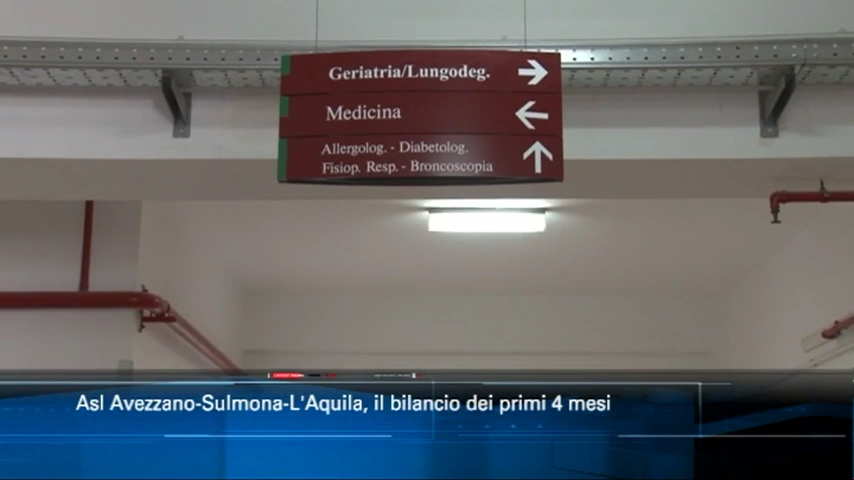 Geriatria/Lungodeg.
Medicina
Allergolog. - Diabetolog.
Fisiop. Resp. - Broncoscopia
Asl Avezzano-Sulmona-L'Aquila, il bilancio dei primi 4 mesi